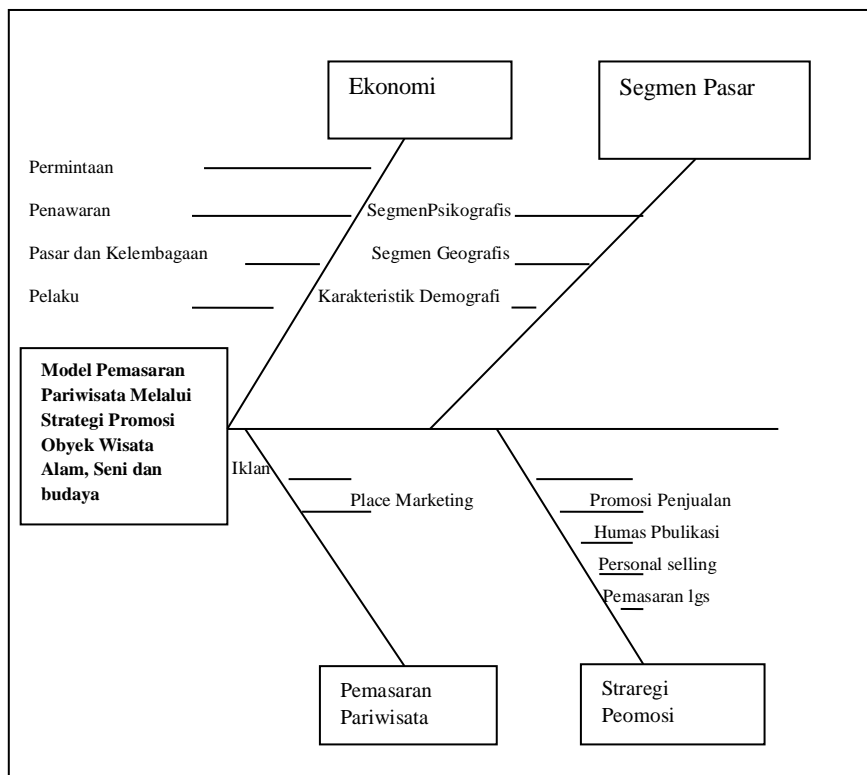 Ekonomi
Segmen Pasar
Permintaan
Penawaran
SegmenPsikografis
Pasar dan Kelembagaan
Segmen Geografis
Pelaku
Karakteristik Demografi
Model Pemasaran
Pariwisata Melalui
Strategi Promosi
Obyek Wisata
Alam, Seni dan
budaya
Iklan
Place Marketing
Promosi Penjualan
Humas Pbulikasi
Personal selling
Pemasaran lgs
Pemasaran
Pariwisata
Straregi
Peomosi